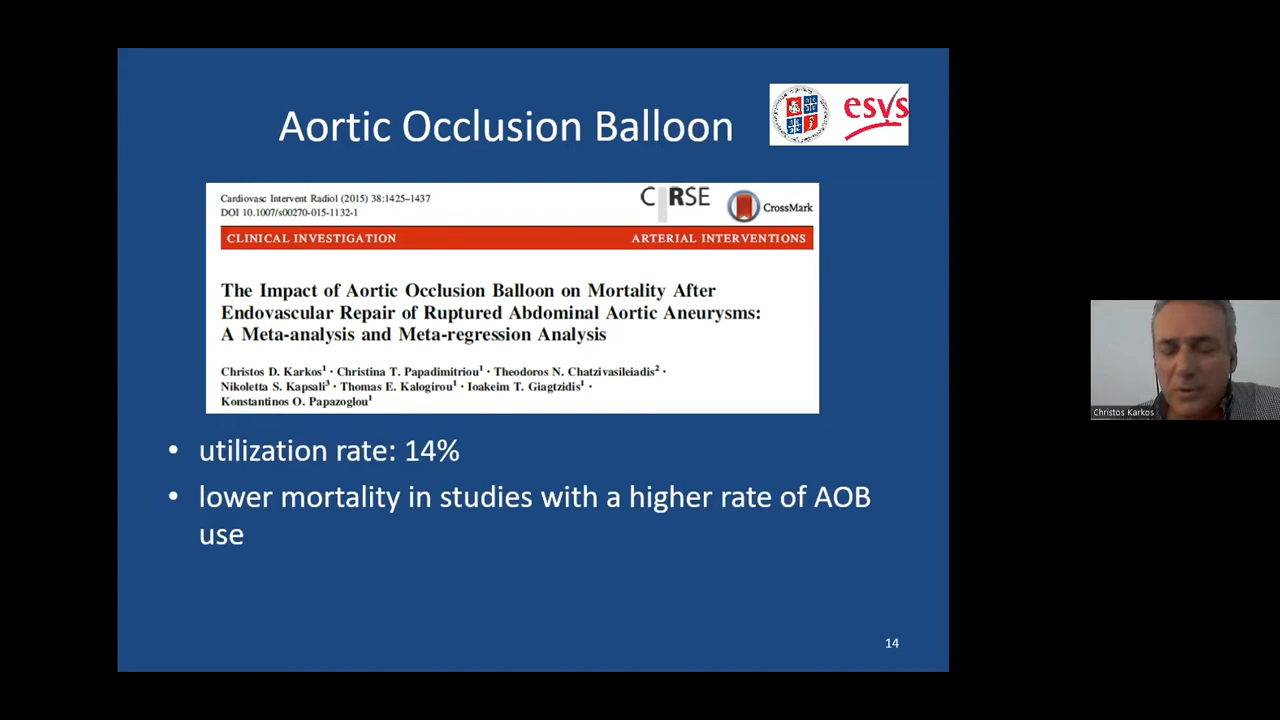 Aortic Occlusion Balloon
esvs
Cardiovasc Intervent Radiol (2015) 38:1425–1437
DOI 10.1007/s00270-015-1132-1
CIRSE
CrossMark
CLINICAL INVESTIGATION
ARTERIAL INTERVENTIONS
The Impact of Aortic Occlusion Balloon on Mortality After
Endovascular Repair of Ruptured Abdominal Aortic Aneurysms:
A Meta-analysis and Meta-regression Analysis
Christos D. Karkos¹ · Christina T. Papadimitriou¹ · Theodoros N. Chatzivasileiadis² ·
Nikoletta S. Kapsali³ · Thomas E. Kalogirou¹ · Ioakeim T. Giagtzidis¹ ·
Konstantinos O. Papazoglou¹
• utilization rate: 14%
• lower mortality in studies with a higher rate of AOB
use
14
Christos Karkos